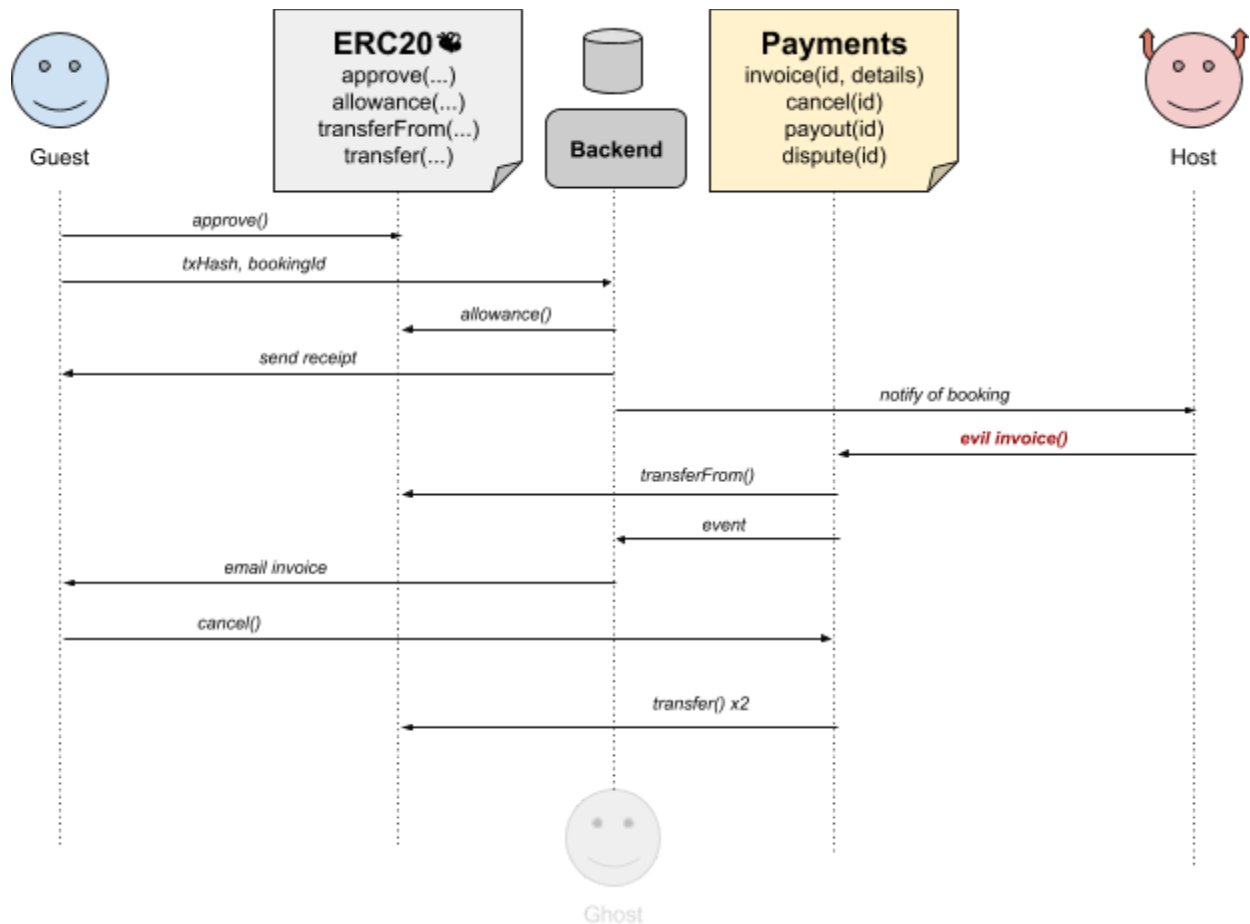 ERC20
approve(...)
allowance(...)
transferFrom(...)
transfer(...)
Payments
invoice(id, details)
cancel(id)
payout(id)
dispute(id)
Backend
Guest
Host
approve()
txHash, bookingId
allowance()
send receipt
notify of booking
evil invoice()
transferFrom()
event
email invoice
cancel()
transfer() x2
Ghost